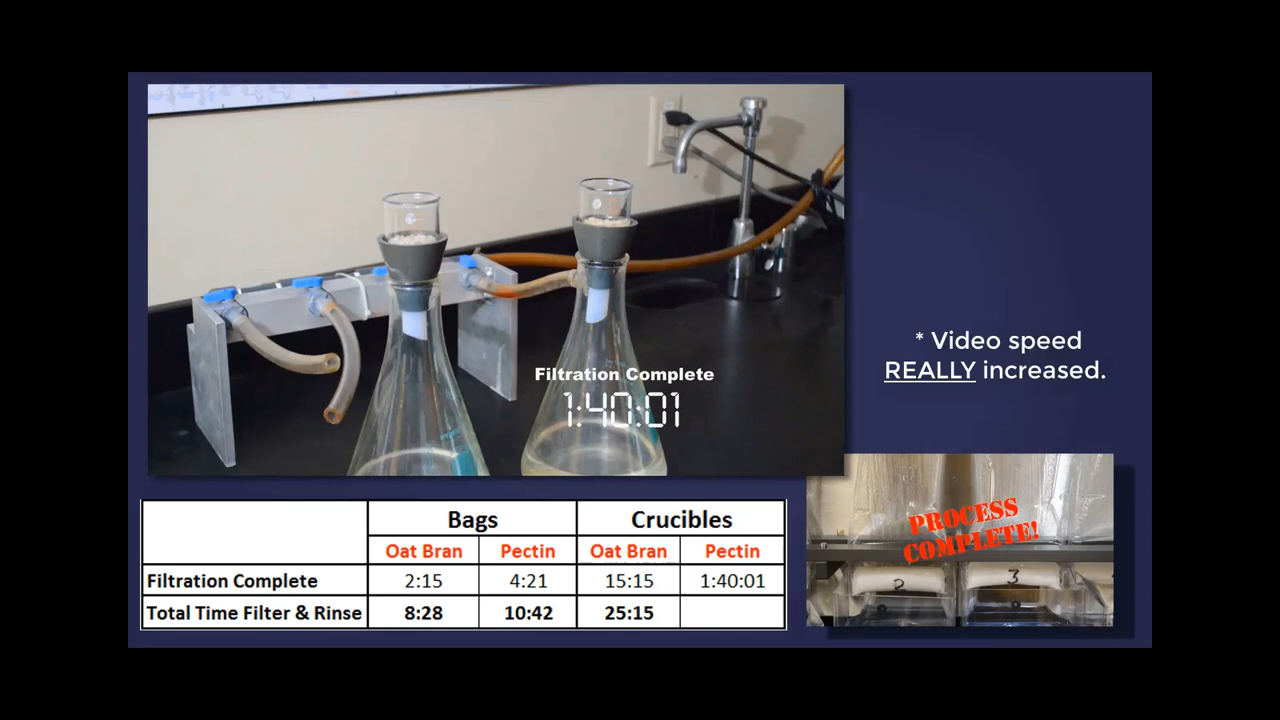 Filtration Complete
1:40:01
* Video speed
REALLY increased.
PROCESS
COMPLETE!
2
3
Bags Crucibles
Oat Bran Pectin Oat Bran Pectin
Filtration Complete 2:15 4:21 15:15 1:40:01
Total Time Filter & Rinse 8:28 10:42 25:15